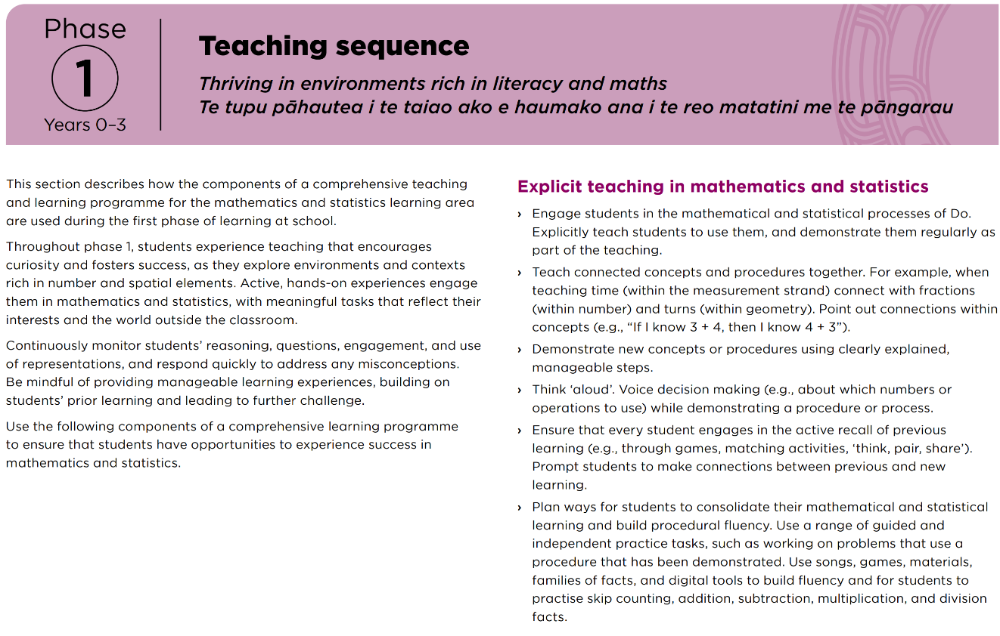 Phase
1
Years 0–3
Teaching sequence
Thriving in environments rich in literacy and maths
Te tupu pāhautea i te taiao ako e haumako ana i te reo matatini me te pāngarau
This section describes how the components of a comprehensive teaching
and learning programme for the mathematics and statistics learning area
are used during the first phase of learning at school.
Throughout phase 1, students experience teaching that encourages
curiosity and fosters success, as they explore environments and contexts
rich in number and spatial elements. Active, hands-on experiences engage
them in mathematics and statistics, with meaningful tasks that reflect their
interests and the world outside the classroom.
Continuously monitor students’ reasoning, questions, engagement, and use
of representations, and respond quickly to address any misconceptions.
Be mindful of providing manageable learning experiences, building on
students’ prior learning and leading to further challenge.
Use the following components of a comprehensive learning programme
to ensure that students have opportunities to experience success in
mathematics and statistics.
Explicit teaching in mathematics and statistics
› Engage students in the mathematical and statistical processes of Do.
Explicitly teach students to use them, and demonstrate them regularly as
part of the teaching.
› Teach connected concepts and procedures together. For example, when
teaching time (within the measurement strand) connect with fractions
(within number) and turns (within geometry). Point out connections within
concepts (e.g., “If I know 3 + 4, then I know 4 + 3”).
› Demonstrate new concepts or procedures using clearly explained,
manageable steps.
› Think ‘aloud’. Voice decision making (e.g., about which numbers or
operations to use) while demonstrating a procedure or process.
› Ensure that every student engages in the active recall of previous
learning (e.g., through games, matching activities, ‘think, pair, share’).
Prompt students to make connections between previous and new
learning.
› Plan ways for students to consolidate their mathematical and statistical
learning and build procedural fluency. Use a range of guided and
independent practice tasks, such as working on problems that use a
procedure that has been demonstrated. Use songs, games, materials,
families of facts, and digital tools to build fluency and for students to
practise skip counting, addition, subtraction, multiplication, and division
facts.